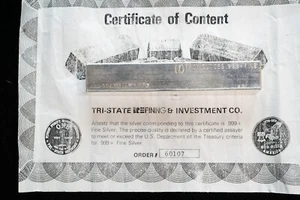 Certificate of Content
TRI-STATE REFINING & INVESTMENT CO.
Attests that the silver corresponding to this certificate is 999+
Fine Silver. The precise quality is declared by a certified assayer
to meet or exceed the U.S. Department of the Treasury criteria
for 999+ Fine Silver.
ORDER# 60107